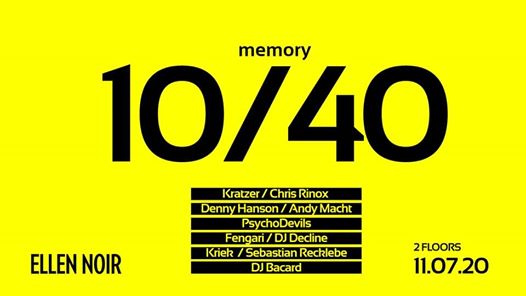 memory
10/40
Kratzer / Chris Rinox
Denny Hanson / Andy Macht
PsychoDevils
Fengari / DJ Decline
Kriek / Sebastian Recklebe
DJ Bacard
ELLEN NOIR
2 FLOORS
11.07.20